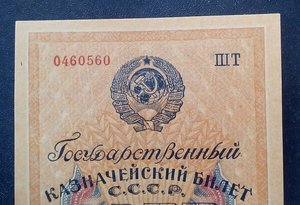 0460560 ШТ
Государственный
КАЗНАЧЕЙСКИЙ БИЛЕТ
С.С.С.Р.